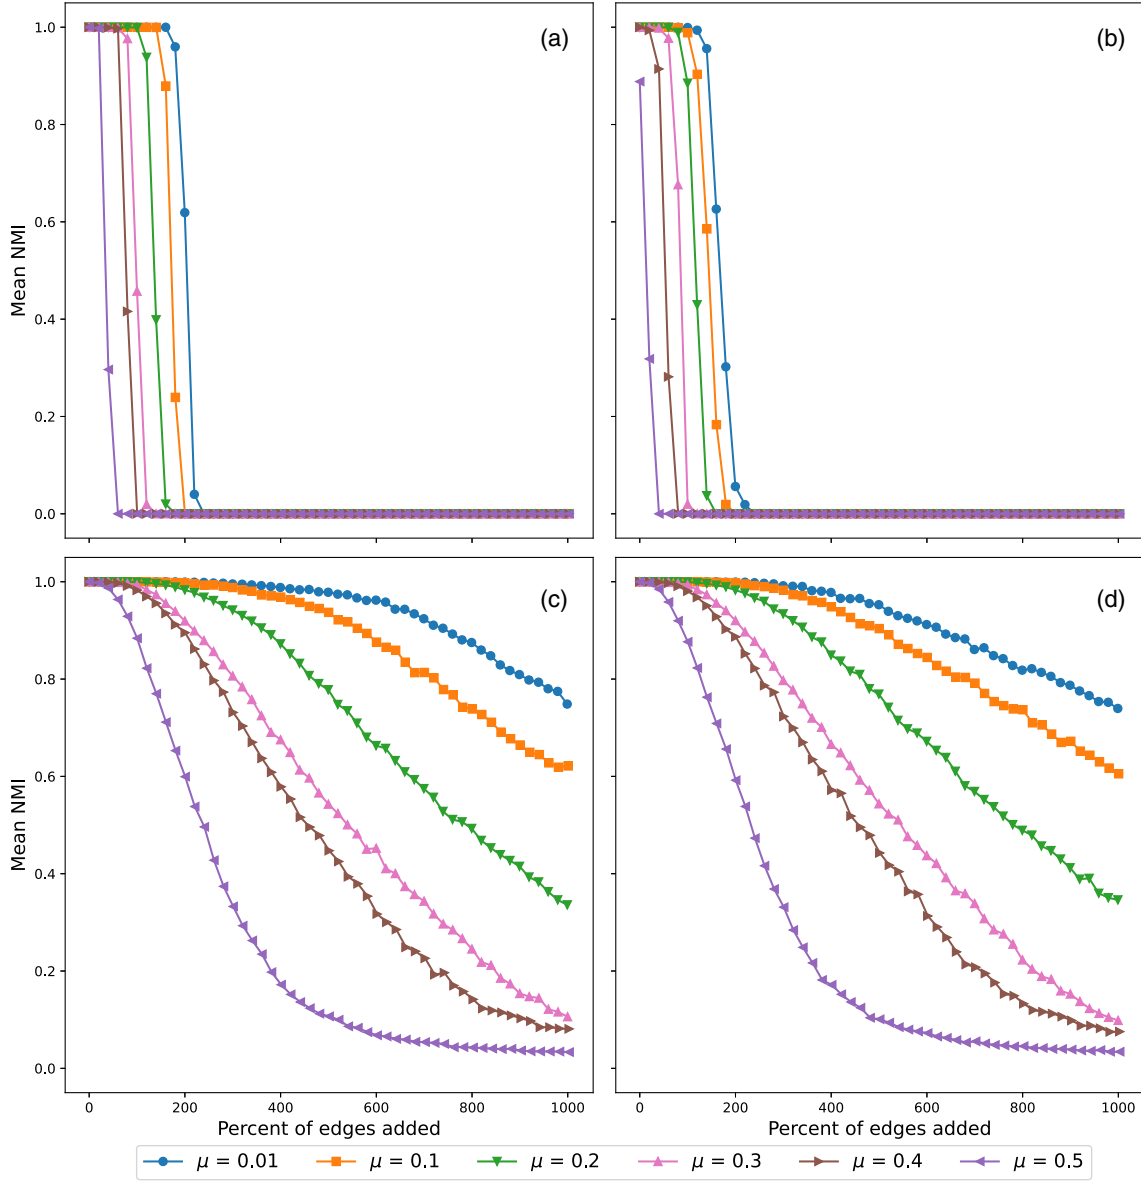 (a)
(b)
1.0
0.8
0.6
0.4
0.2
0.0
Mean NMI
(c)
(d)
1.0
0.8
0.6
0.4
0.2
0.0
Mean NMI
0 200 400 600 800 1000
0 200 400 600 800 1000
Percent of edges added
Percent of edges added
μ = 0.01 μ = 0.1 μ = 0.2 μ = 0.3 μ = 0.4 μ = 0.5